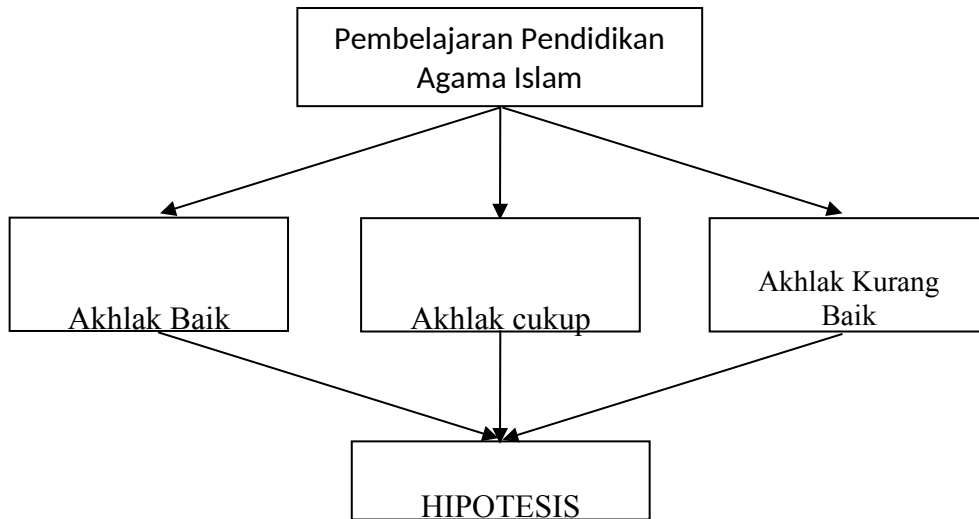 Pembelajaran Pendidikan
Agama Islam
Akhlak Baik
Akhlak cukup
Akhlak Kurang
Baik
HIPOTESIS